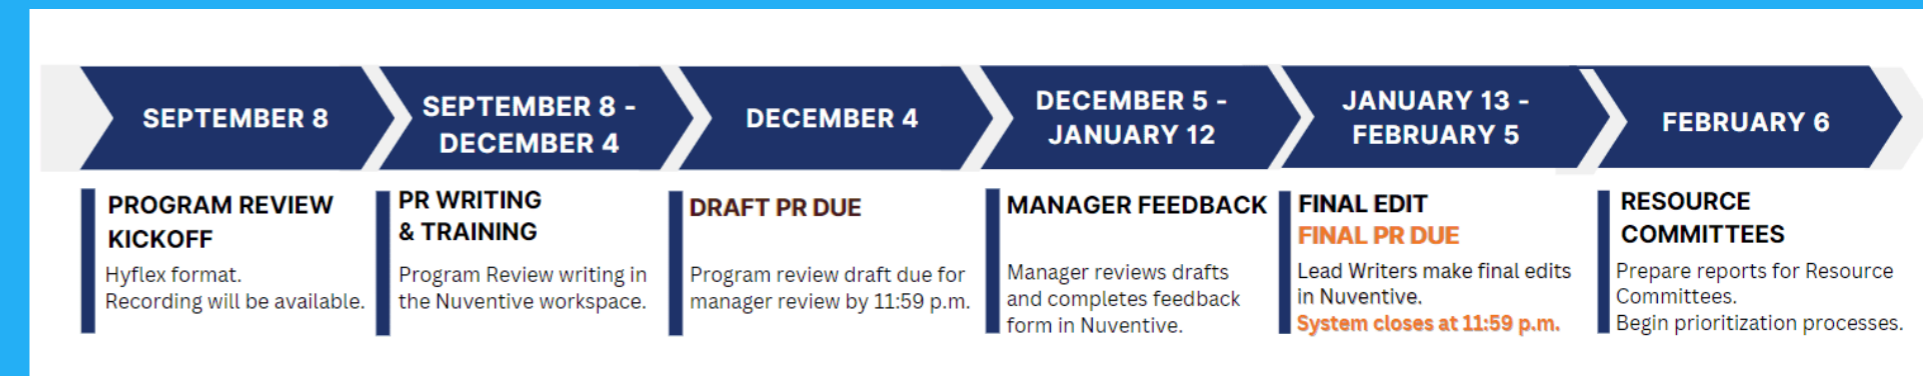 SEPTEMBER 8
SEPTEMBER 8 -
DECEMBER 4
DECEMBER 4
DECEMBER 5 -
JANUARY 12
JANUARY 13 -
FEBRUARY 5
FEBRUARY 6
PROGRAM REVIEW
KICKOFF
Hyflex format.
Recording will be available.
PR WRITING
& TRAINING
Program Review writing in
the Nuventive workspace.
DRAFT PR DUE
Program review draft due for
manager review by 11:59 p.m.
MANAGER FEEDBACK
Manager reviews drafts
and completes feedback
form in Nuventive.
FINAL EDIT
FINAL PR DUE
Lead Writers make final edits
in Nuventive.
System closes at 11:59 p.m.
RESOURCE
COMMITTEES
Prepare reports for Resource
Committees.
Begin prioritization processes.